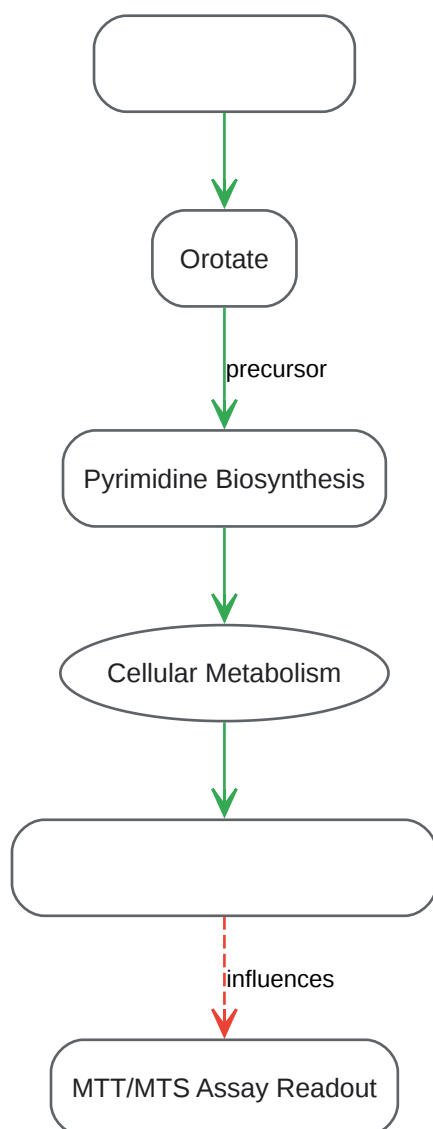 Orotate
precursor
Pyrimidine Biosynthesis
Cellular Metabolism
influences
MTT/MTS Assay Readout